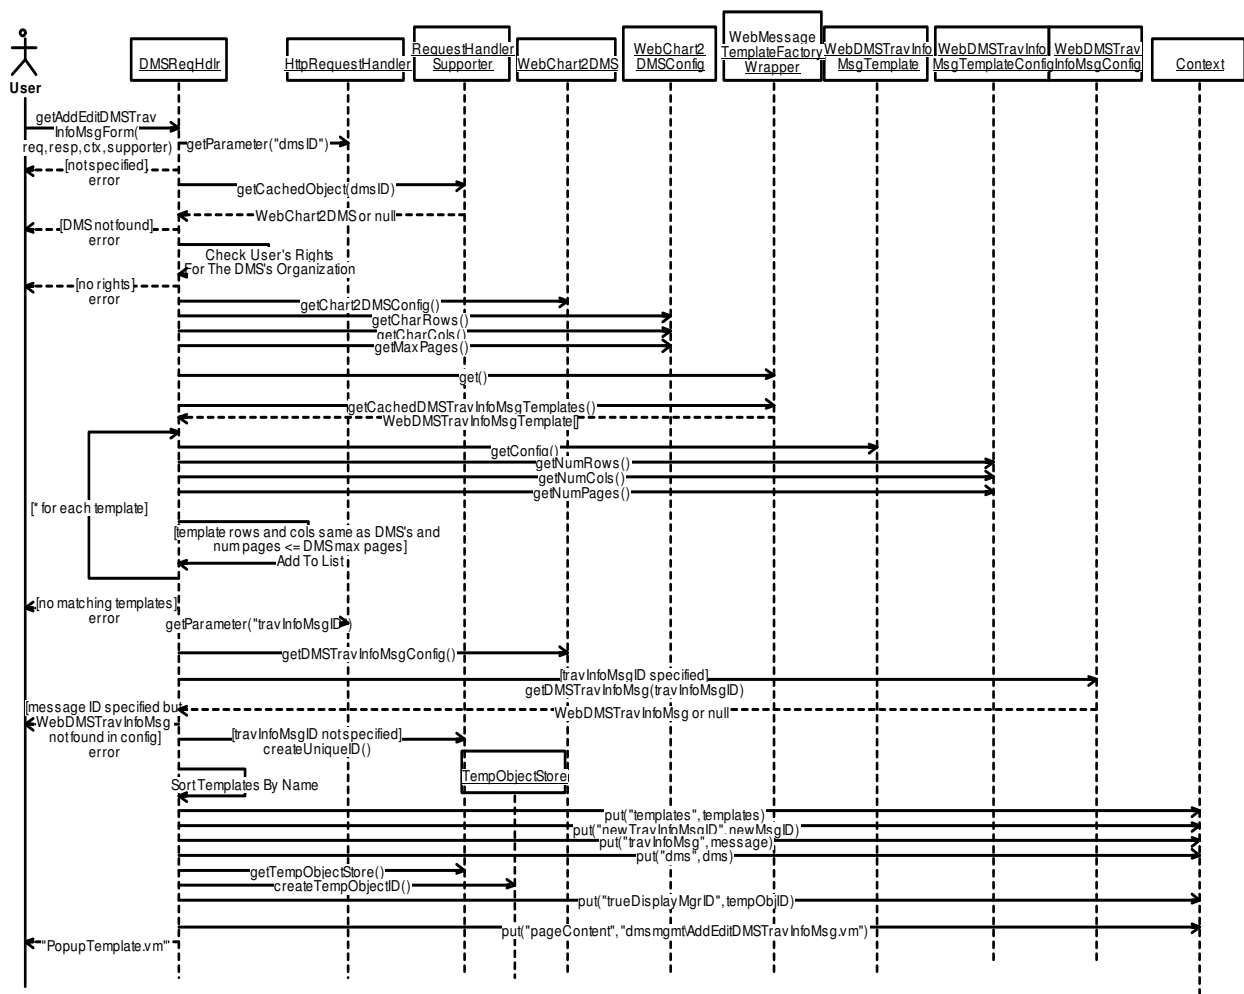 User
DMSReqHdlr
HttpRequestHandler
RequestHandler
Supporter
WebChart2DMS
WebChart2
DMSConfig
WebMessage
TemplateFactory
Wrapper
WebDMSTravInfo
MsgTemplate
WebDMSTravInfo
MsgTemplateConfig
WebDMSTrav
InfoMsgConfig
Context
getAddEditDMSTrav
InfoMsgForm(
req, resp, ctx, supporter)
getParameter("dmsID")
[not specified]
error
getCachedObject(dmsID)
WebChart2DMS or null
[DMS not found]
error
Check User's Rights
For The DMS's Organization
[no rights]
error
getChart2DMSConfig()
getCharRows()
getCharCols()
getMaxPages()
get()
getCachedDMSTravInfoMsgTemplates()
WebDMSTravInfoMsgTemplate[]
getConfig()
getNumRows()
getNumCols()
getNumPages()
[* for each template]
[template rows and cols same as DMS's and
num pages <= DMS max pages]
Add To List
[no matching templates]
error
getParameter("travInfoMsgID")
getDMSTravInfoMsgConfig()
[travInfoMsgID specified]
getDMSTravInfoMsg(travInfoMsgID)
WebDMSTravInfoMsg or null
[message ID specified but
WebDMSTravInfoMsg
not found in config]
error
[travInfoMsgID not specified]
createUniqueID()
TempObjectStore
Sort Templates By Name
put("templates", templates)
put("newTravInfoMsgID", newMsgID)
put("travInfoMsg", message)
put("dms", dms)
getTempObjectStore()
createTempObjectID()
put("trueDisplayMgrID", tempObjID)
put("pageContent", "dmsmgmt\AddEditDMSTravInfoMsg.vm")
"PopupTemplate.vm"